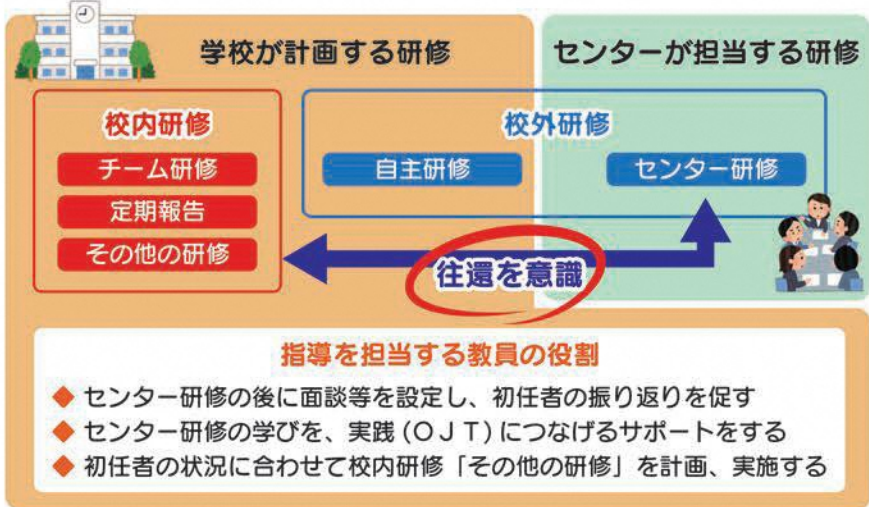 学校が計画する研修
センターが担当する研修
校内研修
チーム研修
定期報告
その他の研修
校外研修
自主研修
センター研修
往還を意識
指導を担当する教員の役割
◆ センター研修の後に面談等を設定し、初任者の振り返りを促す
◆ センター研修の学びを、実践(OJT)につなげるサポートをする
◆ 初任者の状況に合わせて校内研修「その他の研修」を計画、実施する